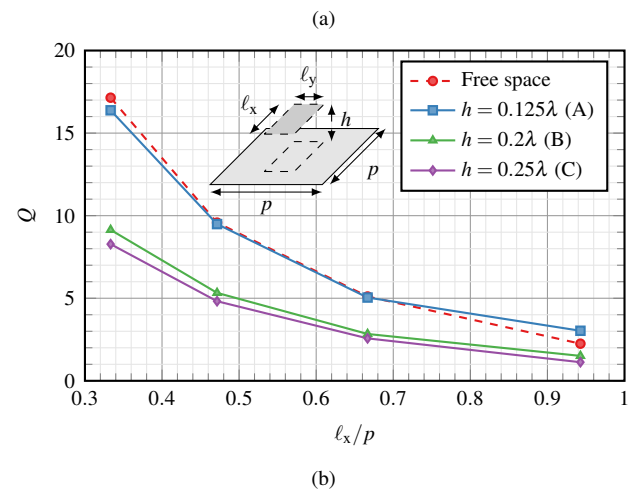 (a)
20
15
10
5
0
Q
ℓy
ℓx
h
p
p
Free space
h = 0.125λ (A)
h = 0.2λ (B)
h = 0.25λ (C)
0.3 0.4 0.5 0.6 0.7 0.8 0.9 1
ℓx/p
(b)